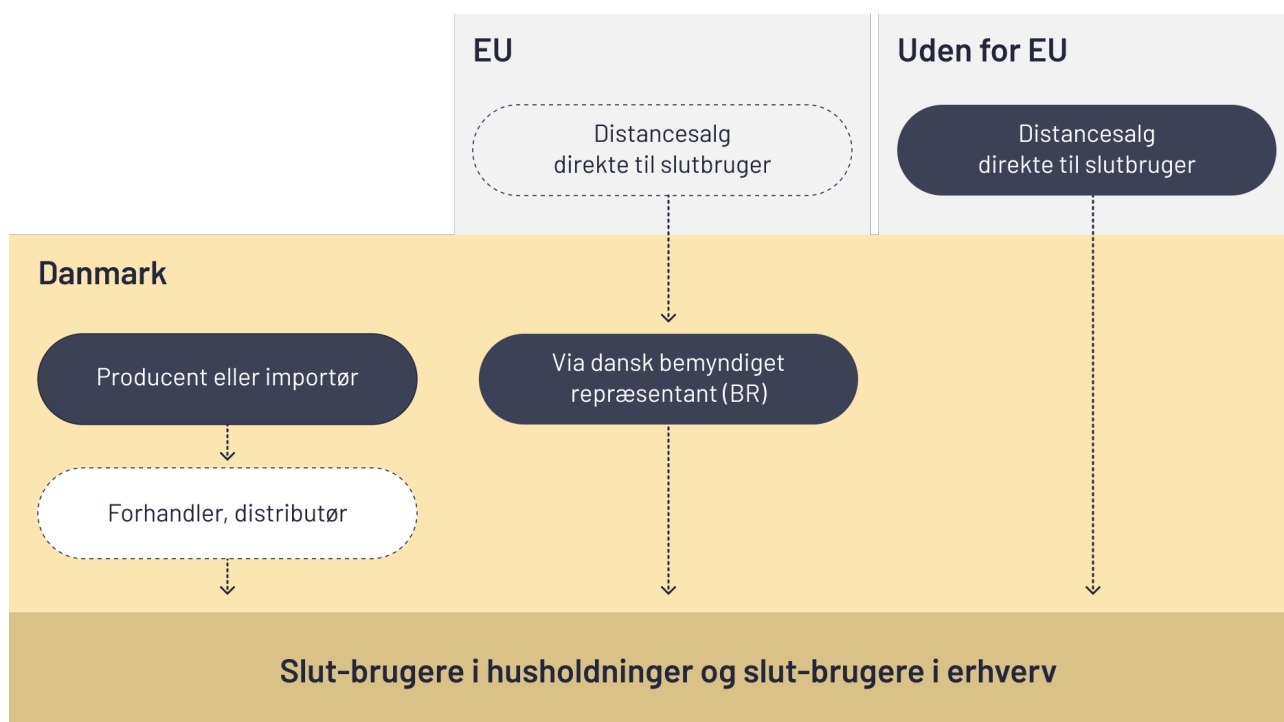 EU
Uden for EU
Distancesalg
direkte til slutbruger
Distancesalg
direkte til slutbruger
Danmark
Producent eller importør
Via dansk bemyndiget
repræsentant (BR)
Forhandler, distributør
Slut-brugere i husholdninger og slut-brugere i erhverv